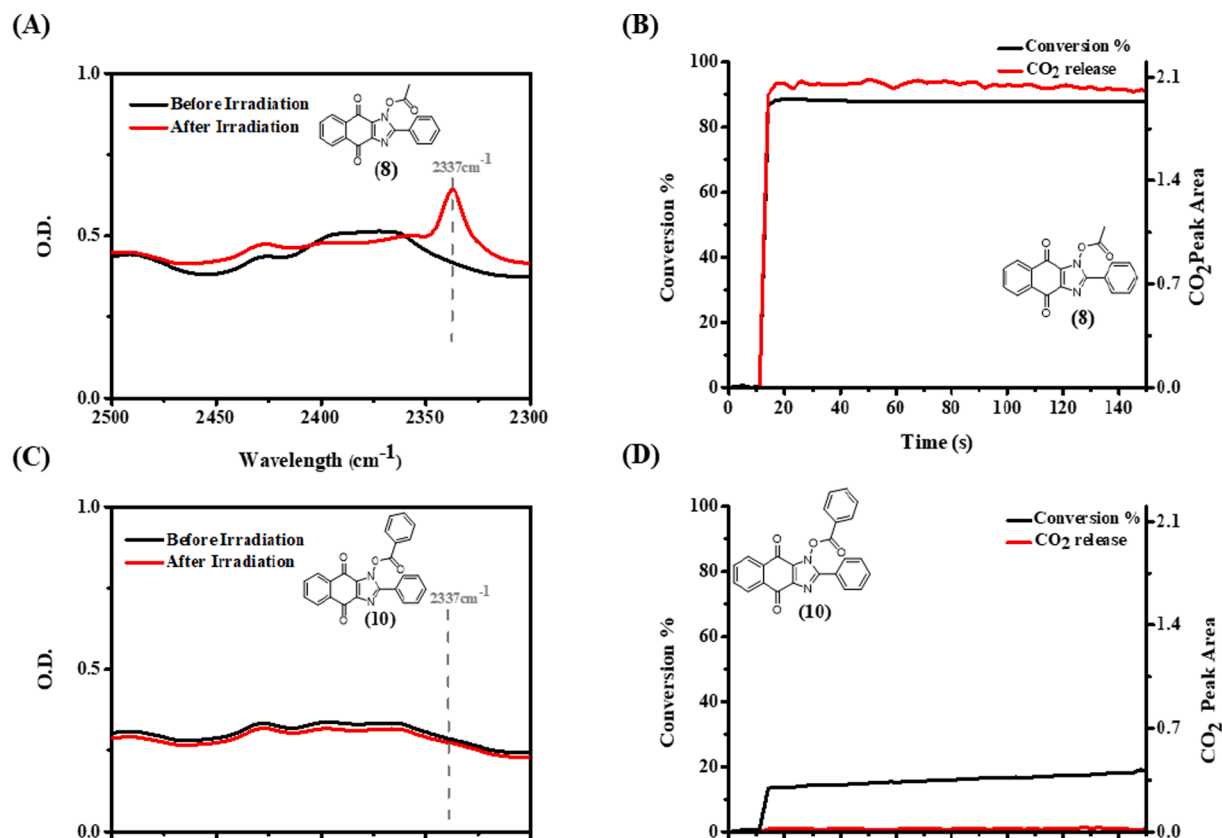 (A)
1.0
0.5
0.0
O.D.
Before Irradiation
After Irradiation
O
O
N
N
O
O
(8)
2337cm-1
2500
2450
2400
2350
2300
Wavelength (cm-1)
(B)
100
80
60
40
20
0
Conversion %
Conversion %
CO2 release
2.1
1.4
0.7
0.0
CO2Peak Area
O
O
N
N
O
O
(8)
0
20
40
60
80
100
120
140
Time (s)
(C)
1.0
0.5
0.0
O.D.
Before Irradiation
After Irradiation
O
O
N
N
O
O
(10)
2337cm-1
(D)
100
80
60
40
20
0
Conversion %
O
O
N
N
O
O
(10)
Conversion %
CO2 release
2.1
1.4
0.7
0.0
CO2 Peak Area